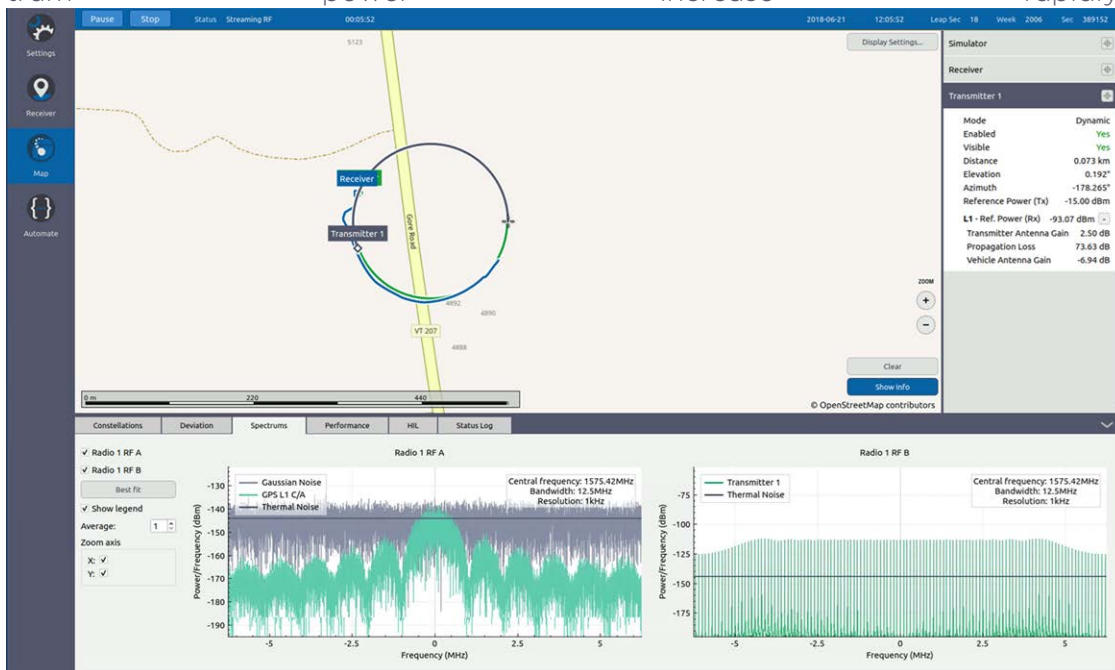 power increase rapidly
Pause Stop Status Streaming RF 00:05:52 2018-06-21 12:05:52 Leap Sec 18 Week 2006 Sec 389152
Settings
Receiver
Map
Automate
5123
Display Settings...
Receiver
Transmitter 1
Gore Road
VT 207
4892
4890
4888
ZOOM
+
-
Clear
Show info
0 m 220 440
© OpenStreetMap contributors
Simulator
Receiver
Transmitter 1
Mode Dynamic
Enabled Yes
Visible Yes
Distance 0.073 km
Elevation 0.192°
Azimuth -178.265°
Reference Power (Tx) -15.00 dBm
L1 - Ref. Power (Rx) -93.07 dBm -
Transmitter Antenna Gain 2.50 dB
Propagation Loss 73.63 dB
Vehicle Antenna Gain -6.94 dB
Constellations Deviation Spectrums Performance HIL Status Log
Radio 1 RF A
Radio 1 RF B
Best fit
Show legend
Average: 1
Zoom axis
X:
Y:
Radio 1 RF A
Gaussian Noise
GPS L1 C/A
Thermal Noise
Central frequency: 1575.42MHz
Bandwidth: 12.5MHz
Resolution: 1kHz
Power/Frequency (dBm)
-130
-140
-150
-160
-170
-180
-190
-5 -2.5 0 2.5 5
Frequency (MHz)
Radio 1 RF B
Transmitter 1
Thermal Noise
Central frequency: 1575.42MHz
Bandwidth: 12.5MHz
Resolution: 1kHz
Power/Frequency (dBm)
-75
-100
-125
-150
-175
-5 -2.5 0 2.5 5
Frequency (MHz)